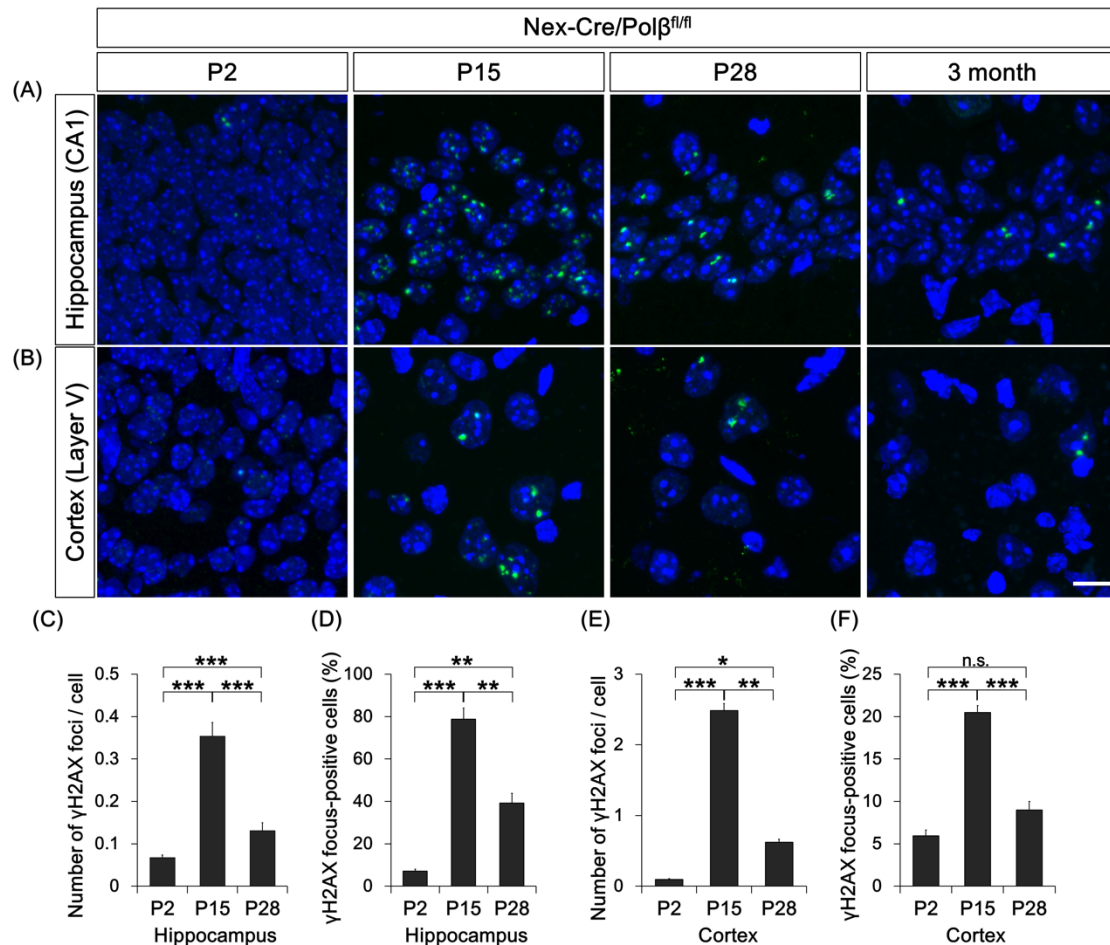 Nex-Cre/Polβfl/fl
P2 P15 P28 3 month
(A)
Hippocampus (CA1)
(B)
Cortex (Layer V)
(C) (D) (E) (F)
Number of γH2AX foci / cell
0.5
0.4
0.3
0.2
0.1
0
***
*** ***
P2 P15 P28
Hippocampus
γH2AX focus-positive cells (%)
100
80
60
40
20
0
**
*** **
P2 P15 P28
Hippocampus
Number of γH2AX foci / cell
3
2
1
0
*
*** **
P2 P15 P28
Cortex
γH2AX focus-positive cells (%)
25
20
15
10
5
0
n.s.
*** ***
P2 P15 P28
Cortex